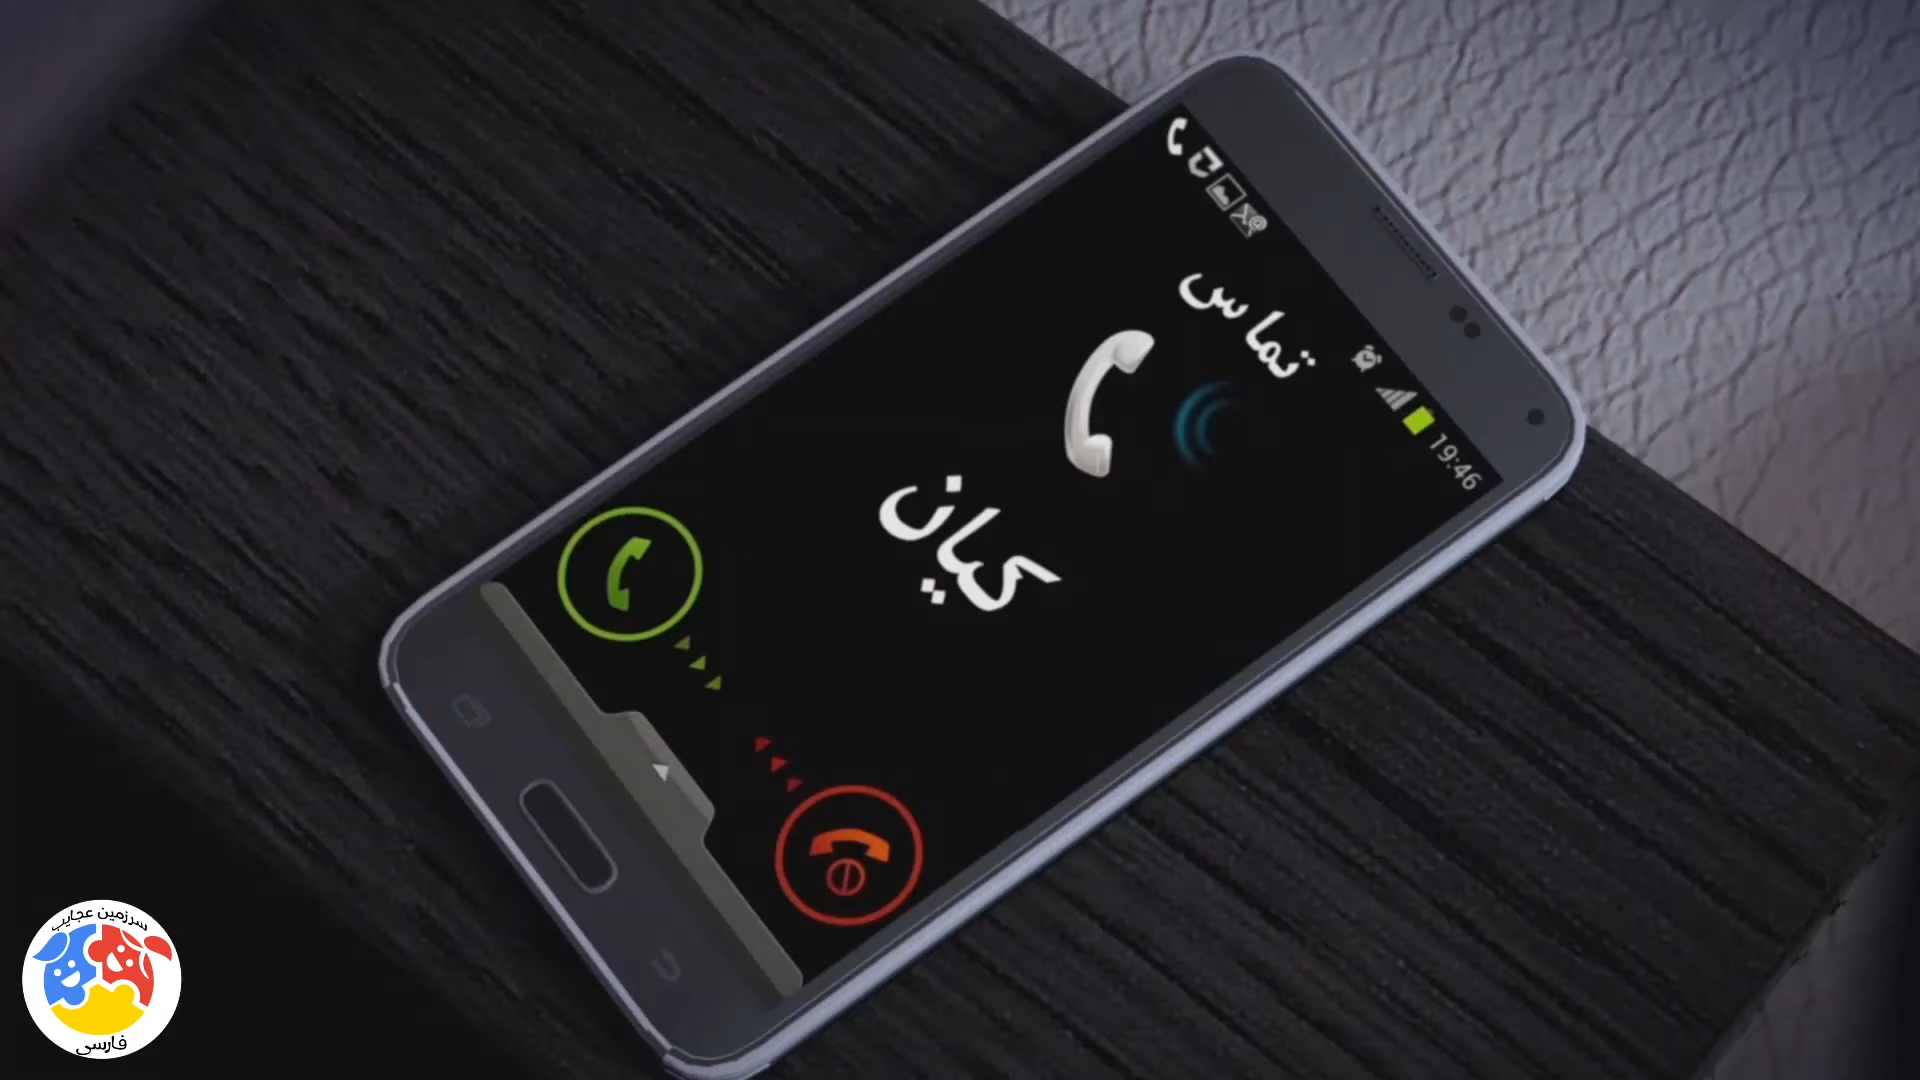 19:46
تماس
کیان
سرزمین عجایب
فارسی